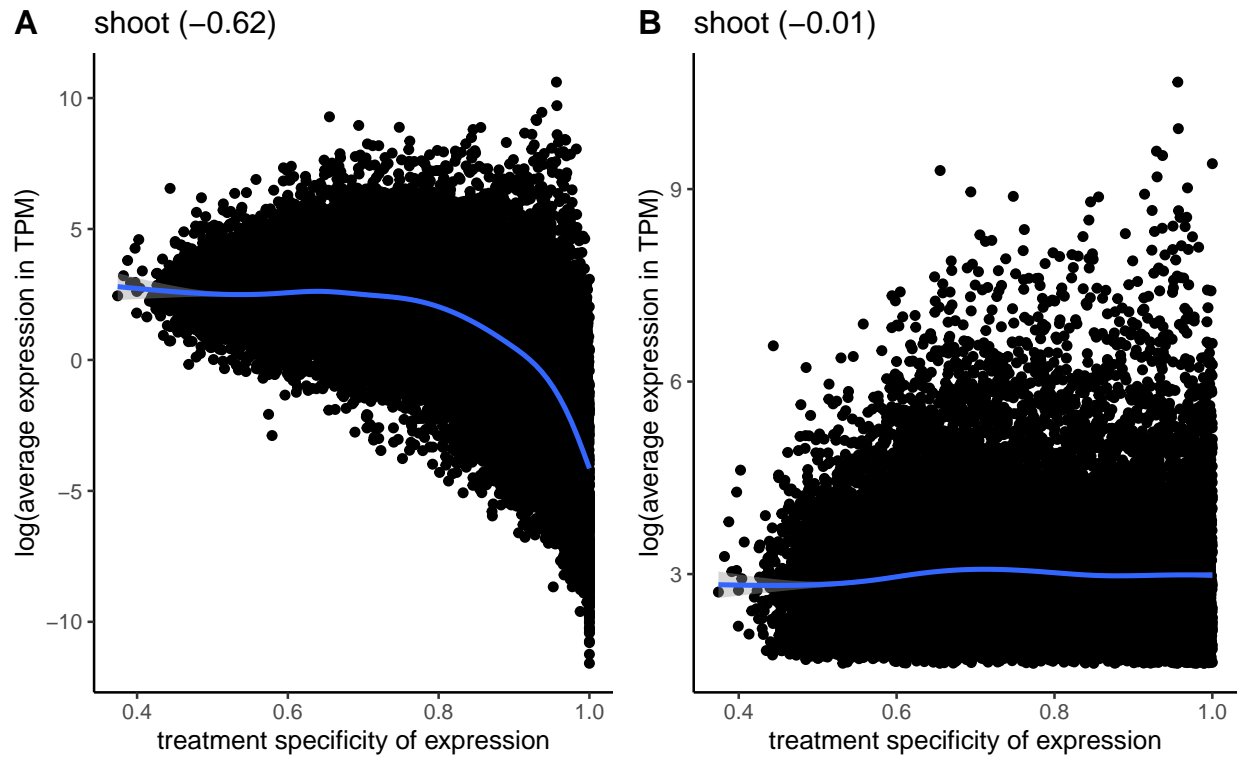 A shoot (−0.62)
log(average expression in TPM)
10
5
0
−5
−10
0.4 0.6 0.8 1.0
treatment specificity of expression
B shoot (−0.01)
log(average expression in TPM)
9
6
3
0.4 0.6 0.8 1.0
treatment specificity of expression